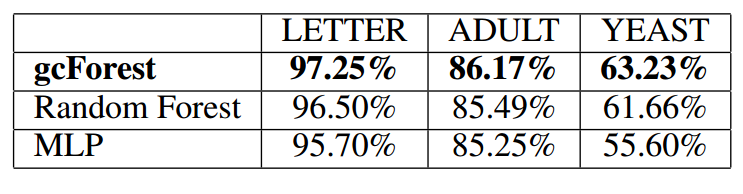 LETTER ADULT YEAST
gcForest 97.25% 86.17% 63.23%
Random Forest 96.50% 85.49% 61.66%
MLP 95.70% 85.25% 55.60%